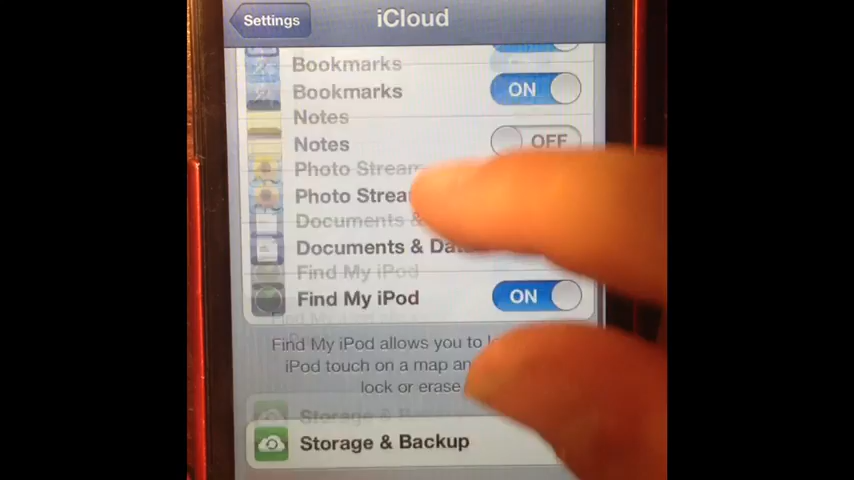 Settings
iCloud
Bookmarks
Bookmarks ON
Notes
Notes OFF
Photo Stream
Photo Strea
Documents &
Documents & Da
Find My iPod
Find My iPod ON
Find My iPod allows you to
iPod touch on a map an
lock or erase
Storage &
Storage & Backup